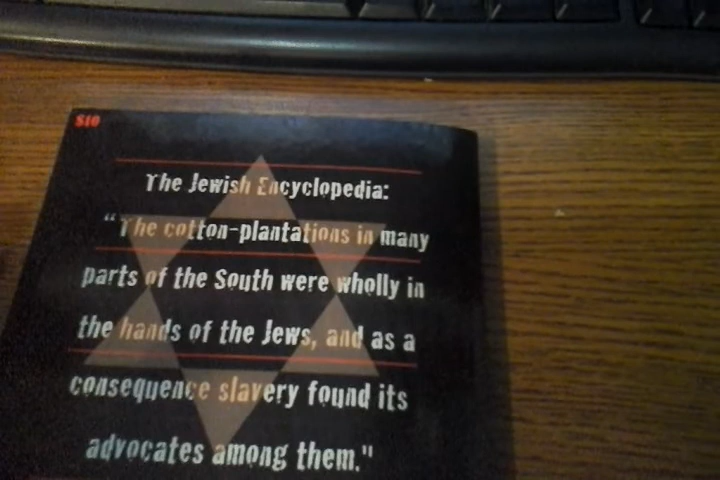 $10
The Jewish Encyclopedia:
"The cotton-plantations in many
parts of the South were wholly in
the hands of the Jews, and as a
consequence slavery found its
advocates among them."